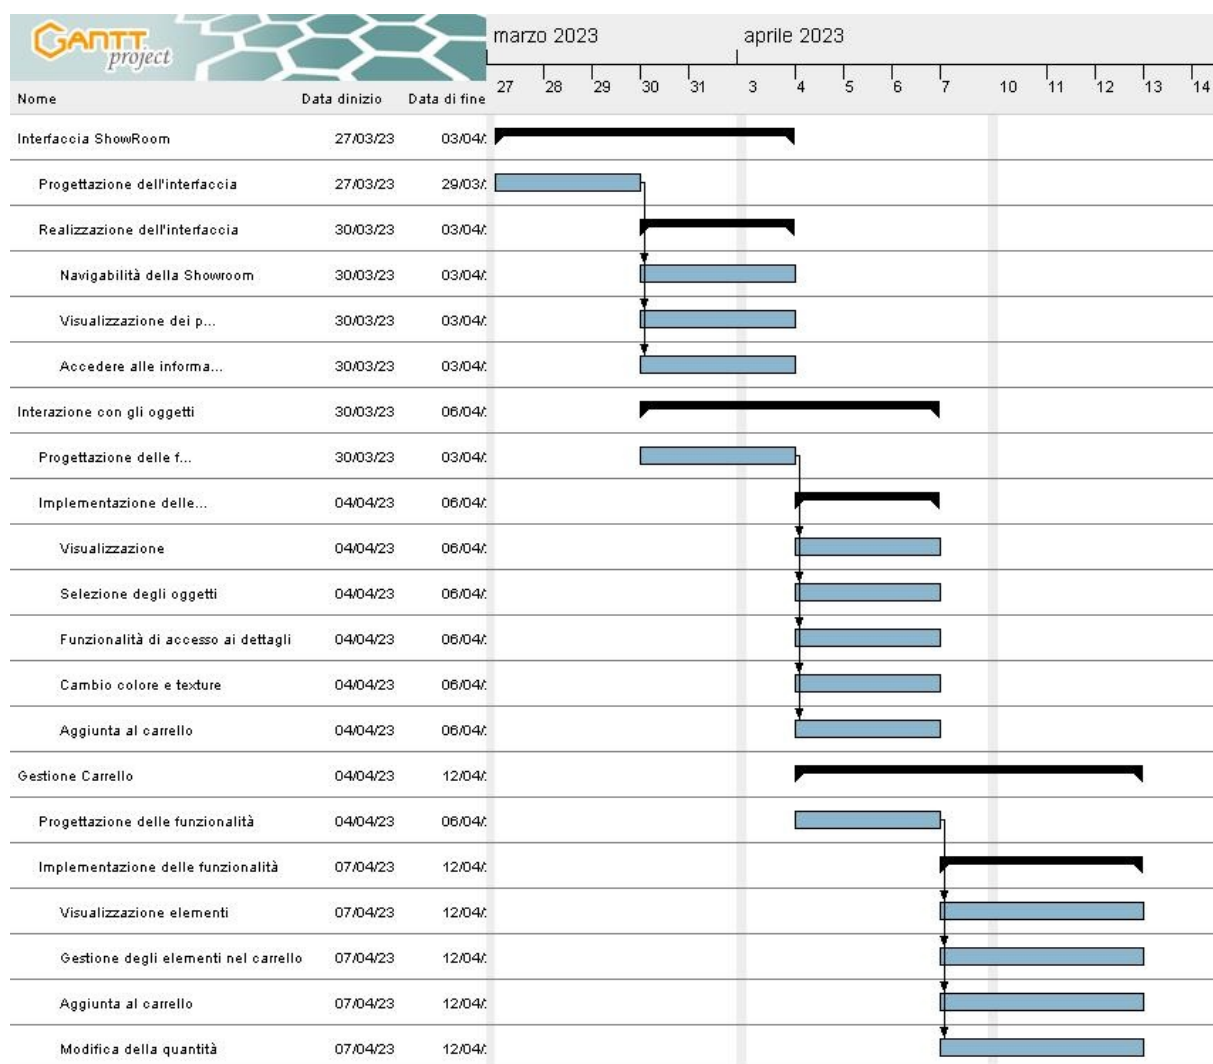 GANTT
project
marzo 2023 aprile 2023
27 28 29 30 31 3 4 5 6 7 10 11 12 13 14
Nome Data dinizio Data di fine
Interfaccia ShowRoom 27/03/23 03/04/
Progettazione dell'interfaccia 27/03/23 29/03/
Realizzazione dell'interfaccia 30/03/23 03/04/
Navigabilità della Showroom 30/03/23 03/04/
Visualizzazione dei p... 30/03/23 03/04/
Accedere alle informa... 30/03/23 03/04/
Interazione con gli oggetti 30/03/23 06/04/
Progettazione delle f... 30/03/23 03/04/
Implementazione delle... 04/04/23 06/04/
Visualizzazione 04/04/23 06/04/
Selezione degli oggetti 04/04/23 06/04/
Funzionalità di accesso ai dettagli 04/04/23 06/04/
Cambio colore e texture 04/04/23 06/04/
Aggiunta al carrello 04/04/23 06/04/
Gestione Carrello 04/04/23 12/04/
Progettazione delle funzionalità 04/04/23 06/04/
Implementazione delle funzionalità 07/04/23 12/04/
Visualizzazione elementi 07/04/23 12/04/
Gestione degli elementi nel carrello 07/04/23 12/04/
Aggiunta al carrello 07/04/23 12/04/
Modifica della quantità 07/04/23 12/04/